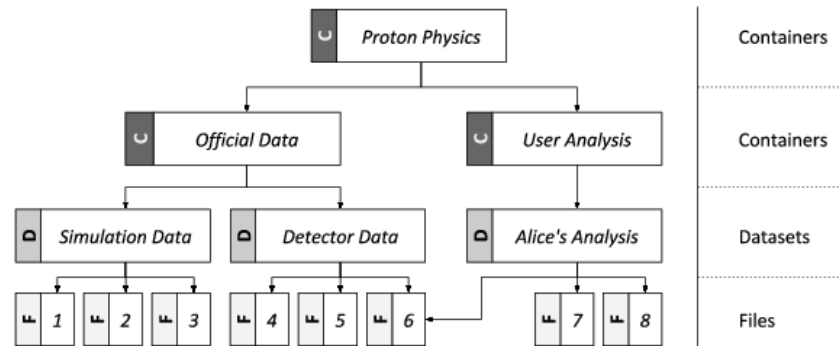 C Proton Physics Containers
C Official Data C User Analysis Containers
D Simulation Data D Detector Data D Alice's Analysis Datasets
F 1 F 2 F 3 F 4 F 5 F 6 F 7 F 8 Files